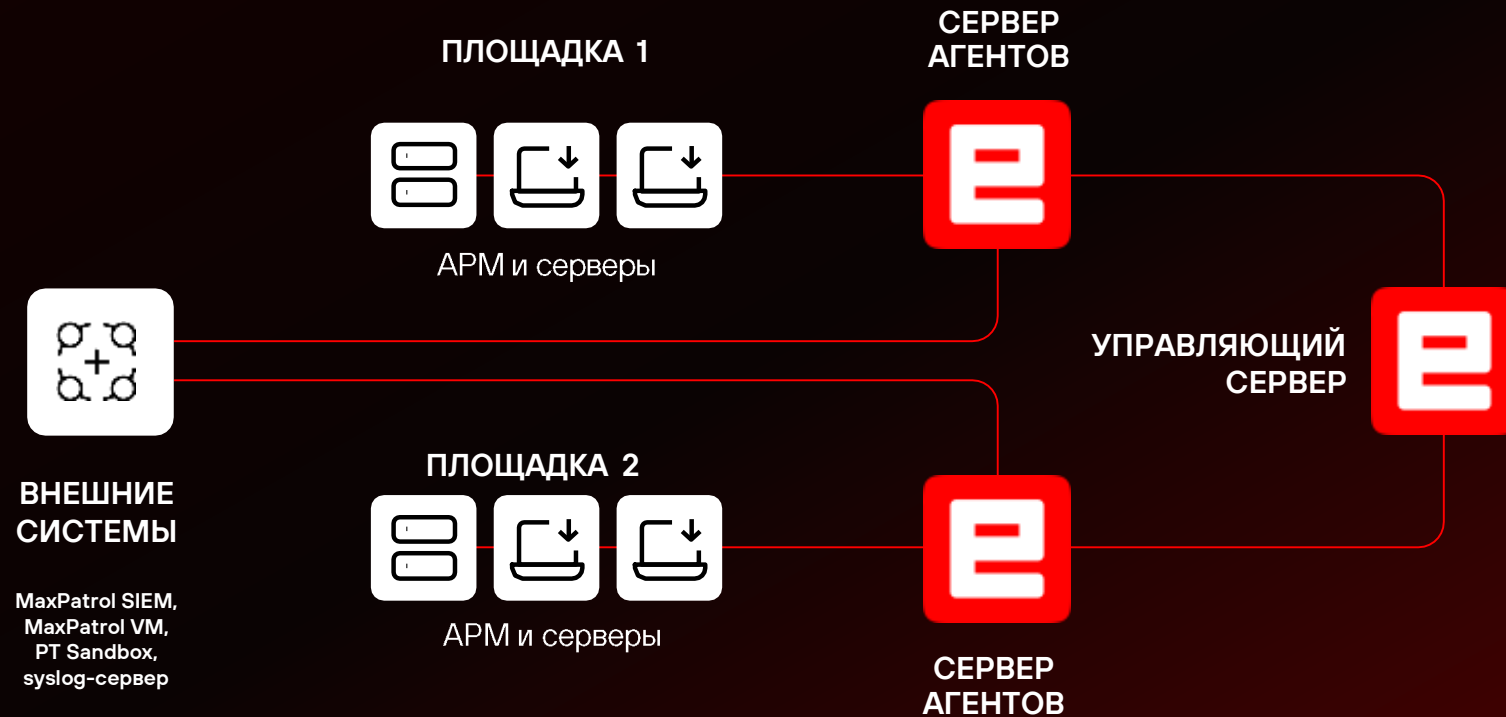 СЕРВЕР
АГЕНТОВ
ПЛОЩАДКА 1
АРМ и серверы
УПРАВЛЯЮЩИЙ
СЕРВЕР
ПЛОЩАДКА 2
ВНЕШНИЕ
СИСТЕМЫ
MaxPatrol SIEM,
MaxPatrol VM,
PT Sandbox,
syslog-сервер
АРМ и серверы
СЕРВЕР
АГЕНТОВ